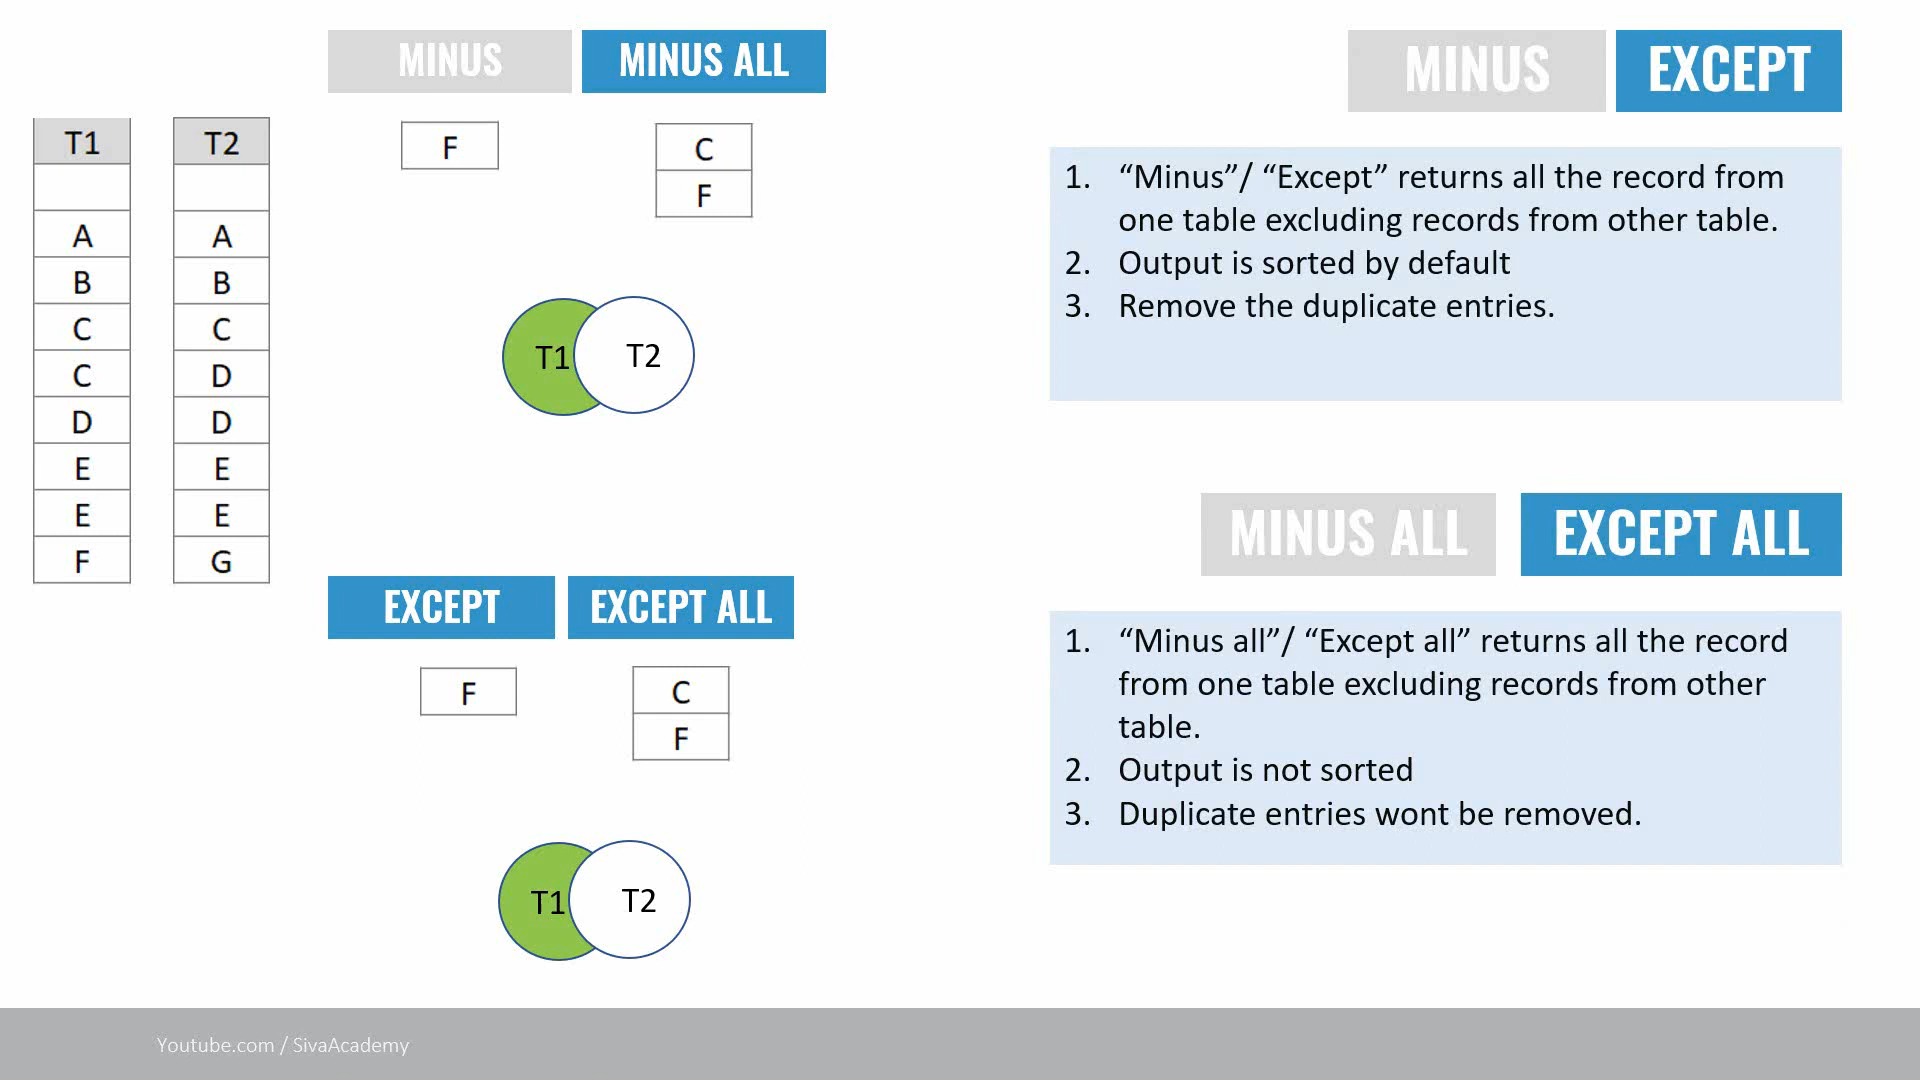 MINUS
MINUS ALL
MINUS
EXCEPT
T1
A
B
C
C
D
E
E
F
T2
A
B
C
D
D
E
E
G
F
C
F
T1
T2
1. “Minus”/ “Except” returns all the record from
one table excluding records from other table.
2. Output is sorted by default
3. Remove the duplicate entries.
MINUS ALL
EXCEPT ALL
EXCEPT
EXCEPT ALL
F
C
F
T1
T2
1. “Minus all”/ “Except all” returns all the record
from one table excluding records from other
table.
2. Output is not sorted
3. Duplicate entries wont be removed.
Youtube.com / SivaAcademy